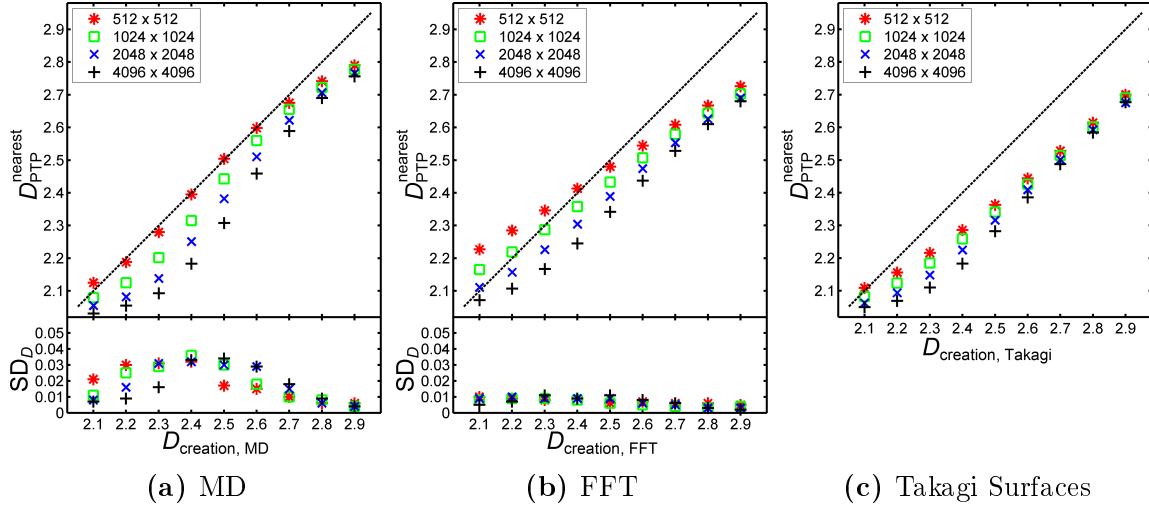 512 x 512
1024 x 1024
2048 x 2048
4096 x 4096
2.9
2.8
2.7
2.6
2.5
2.4
2.3
2.2
2.1
D_PTP^nearest
0.05
0.04
0.03
0.02
0.01
0
SD_D
2.1 2.2 2.3 2.4 2.5 2.6 2.7 2.8 2.9
D_creation, MD
(a) MD
512 x 512
1024 x 1024
2048 x 2048
4096 x 4096
2.9
2.8
2.7
2.6
2.5
2.4
2.3
2.2
2.1
D_PTP^nearest
0.05
0.04
0.03
0.02
0.01
0
SD_D
2.1 2.2 2.3 2.4 2.5 2.6 2.7 2.8 2.9
D_creation, FFT
(b) FFT
512 x 512
1024 x 1024
2048 x 2048
4096 x 4096
2.9
2.8
2.7
2.6
2.5
2.4
2.3
2.2
2.1
D_PTP^nearest
2.1 2.2 2.3 2.4 2.5 2.6 2.7 2.8 2.9
D_creation, Takagi
(c) Takagi Surfaces